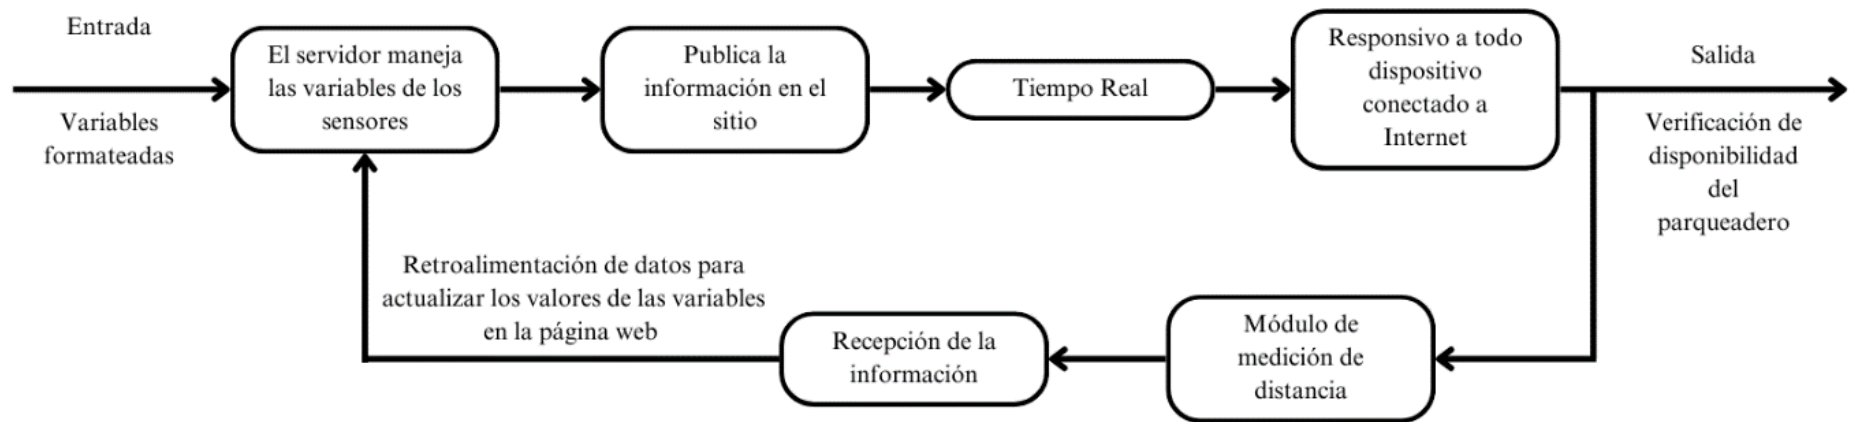 Entrada
Variables
formateadas
El servidor maneja
las variables de los
sensores
Publica la
información en el
sitio
Tiempo Real
Responsivo a todo
dispositivo
conectado a
Internet
Salida
Verificación de
disponibilidad
del
parqueadero
Retroalimentación de datos para
actualizar los valores de las variables
en la página web
Recepción de la
información
Módulo de
medición de
distancia